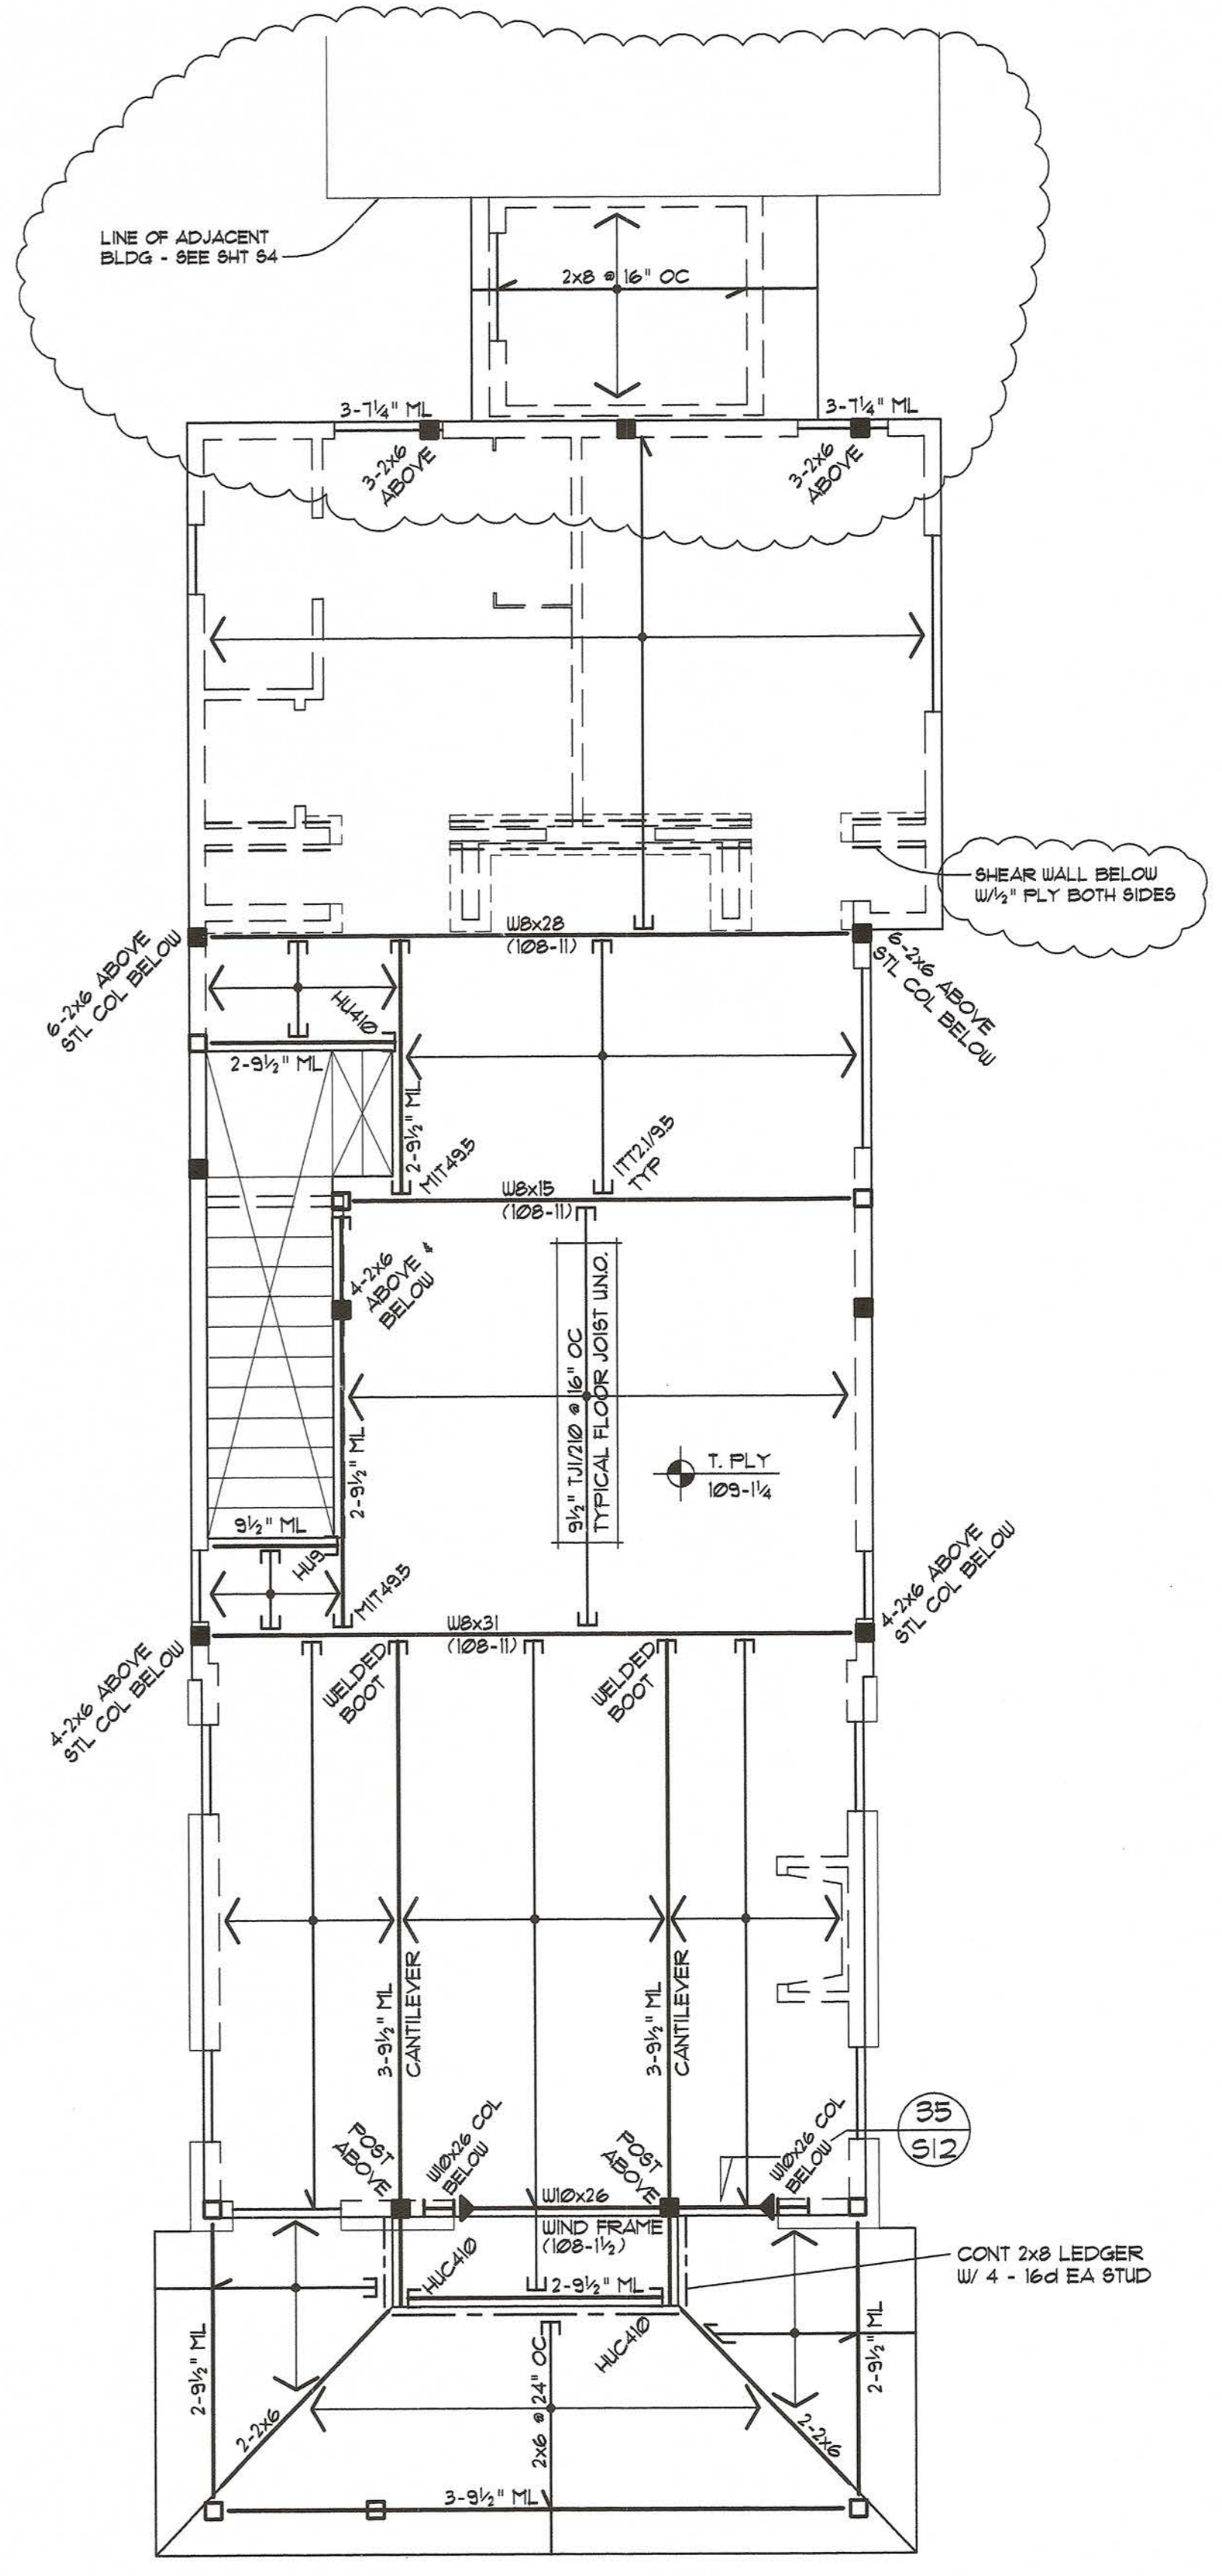 LINE OF ADJACENT
BLDG - SEE SHT S4
2x8 @ 16" OC
3-7¼" ML
3-7¼" ML
3-2x6
ABOVE
3-2x6
ABOVE
SHEAR WALL BELOW
W/½" PLY BOTH SIDES
W8x28
(108-11)
6-2x6 ABOVE
STL COL BELOW
6-2x6 ABOVE
STL COL BELOW
HU410
2-9½" ML
2-9½" ML
MIT49.5
ITT2.1/9.5
TYP
W8x15
(108-11)
4-2x6
ABOVE &
BELOW
9½" TJI/210 @ 16" OC
TYPICAL FLOOR JOIST U.N.O.
2-9½" ML
T. PLY
109-1¼
9½" ML
HU9
MIT49.5
W8x31
(108-11)
4-2x6 ABOVE
STL COL BELOW
4-2x6 ABOVE
STL COL BELOW
WELDED
BOOT
WELDED
BOOT
3-9½" ML
CANTILEVER
3-9½" ML
CANTILEVER
POST
ABOVE
W10x26 COL
BELOW
POST
ABOVE
W10x26 COL
BELOW
35
S12
W10x26
WIND FRAME
(108-1½)
HUC410
2-9½" ML
HUC410
CONT 2x8 LEDGER
W/ 4 - 16d EA STUD
2-9½" ML
2-9½" ML
2-2x6
2x6 @ 24" OC
2-2x6
3-9½" ML